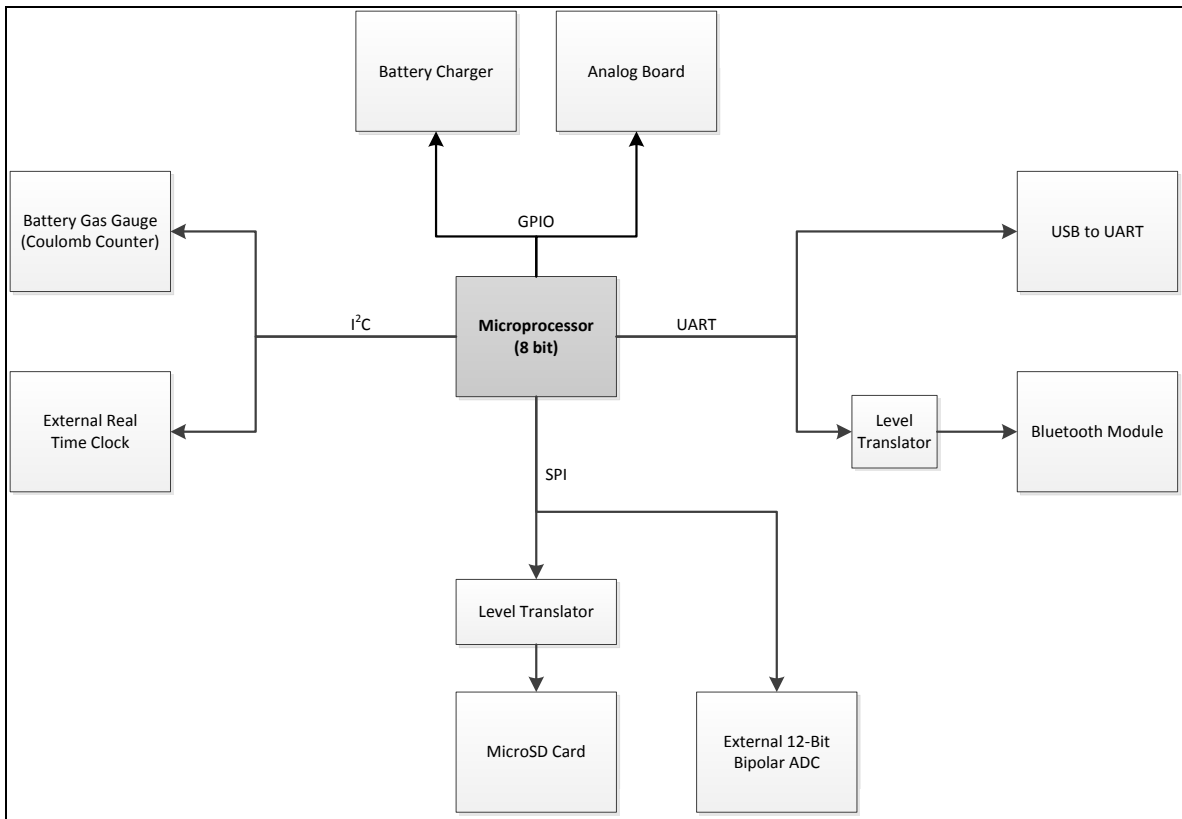 Battery Charger
Analog Board
Battery Gas Gauge
(Coulomb Counter)
GPIO
USB to UART
I²C
Microprocessor
(8 bit)
UART
External Real
Time Clock
Level
Translator
Bluetooth Module
SPI
Level Translator
MicroSD Card
External 12-Bit
Bipolar ADC